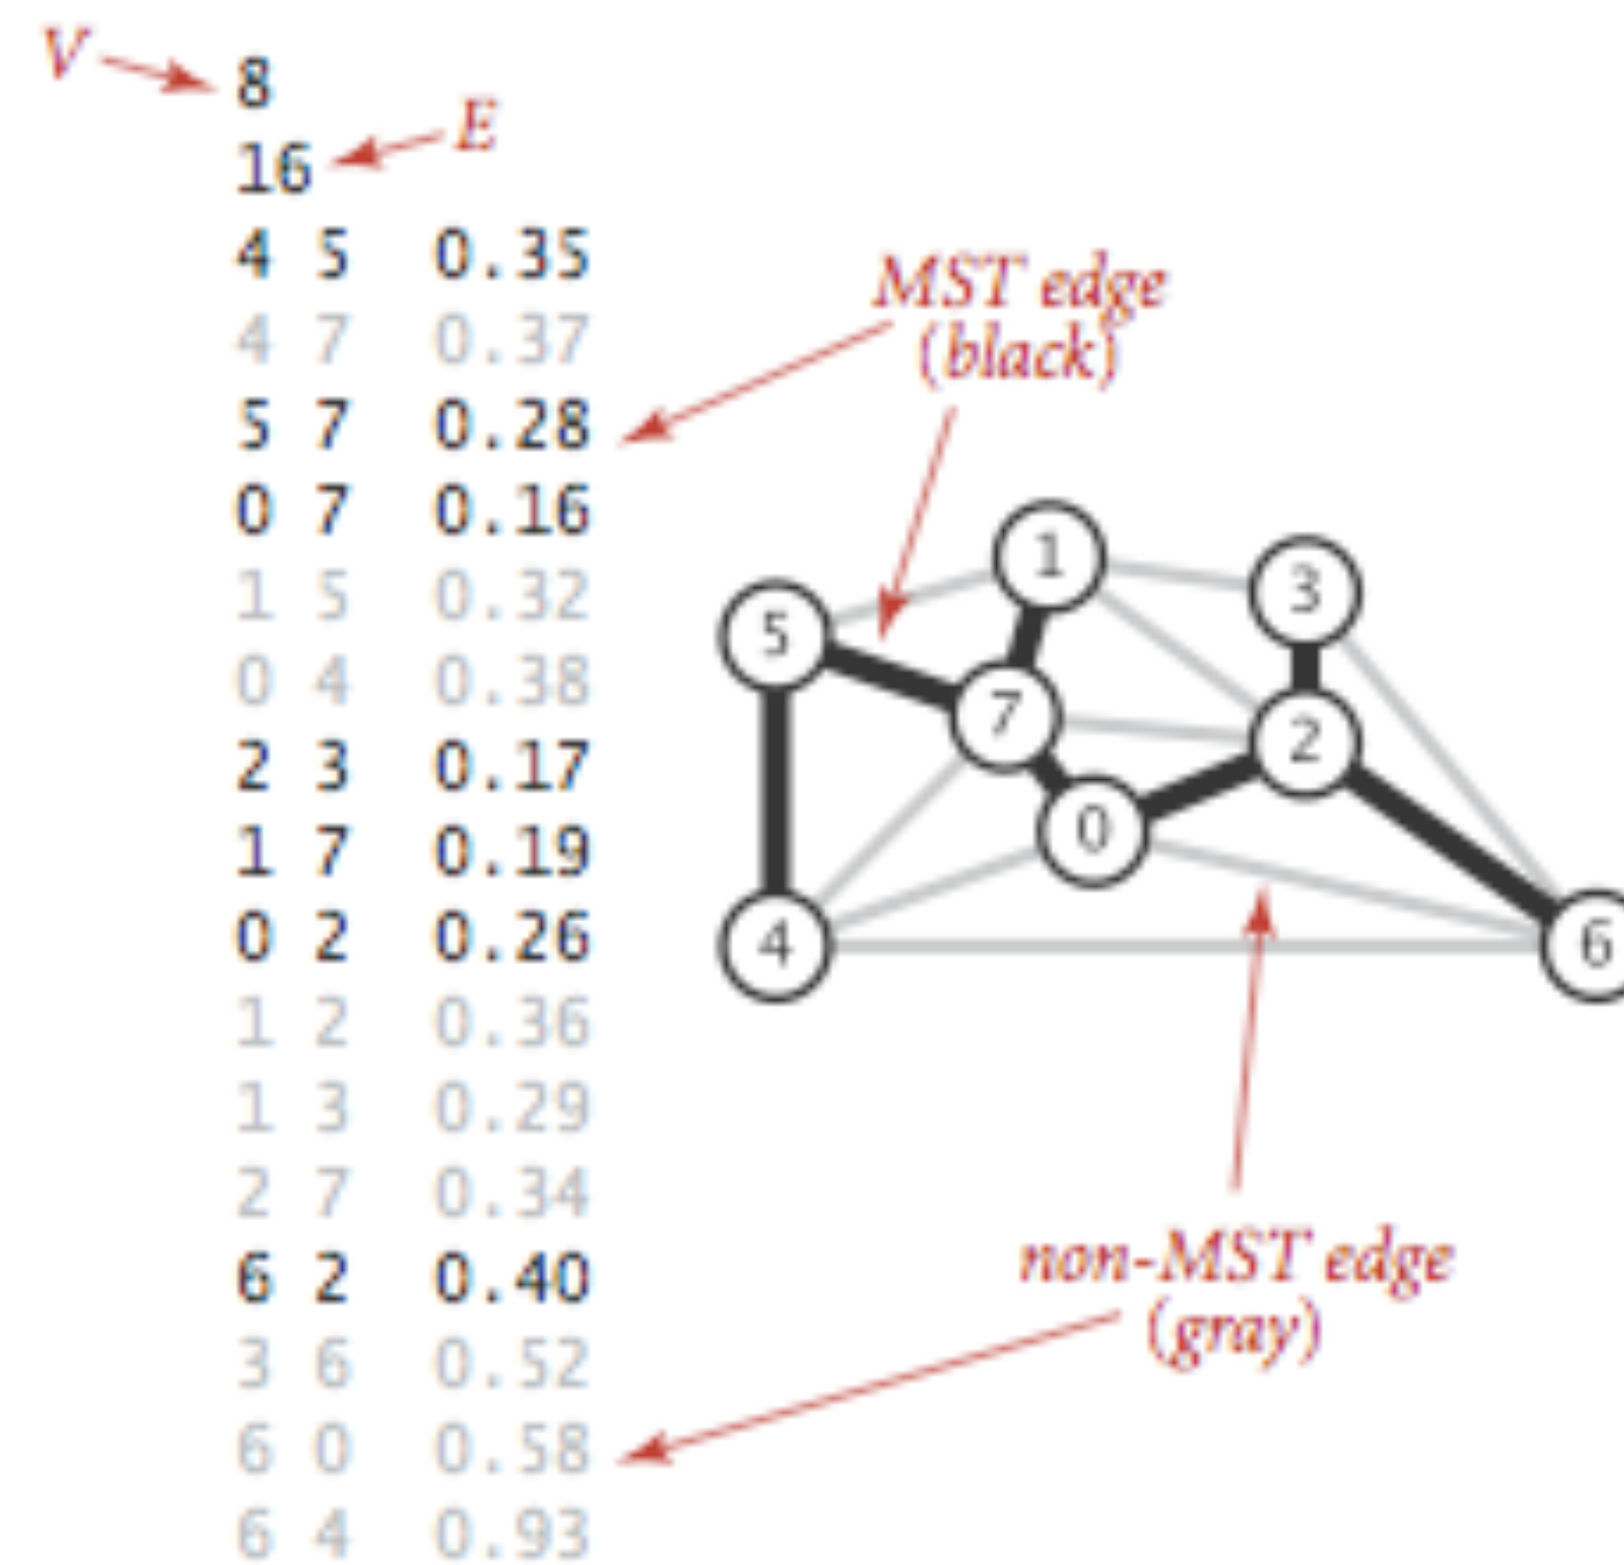 V
8
E
16
4 5 0.35
4 7 0.37
5 7 0.28
0 7 0.16
1 5 0.32
0 4 0.38
2 3 0.17
1 7 0.19
0 2 0.26
1 2 0.36
1 3 0.29
2 7 0.34
6 2 0.40
3 6 0.52
6 0 0.58
6 4 0.93
MST edge
(black)
1
3
5
7
2
0
4
6
non-MST edge
(gray)